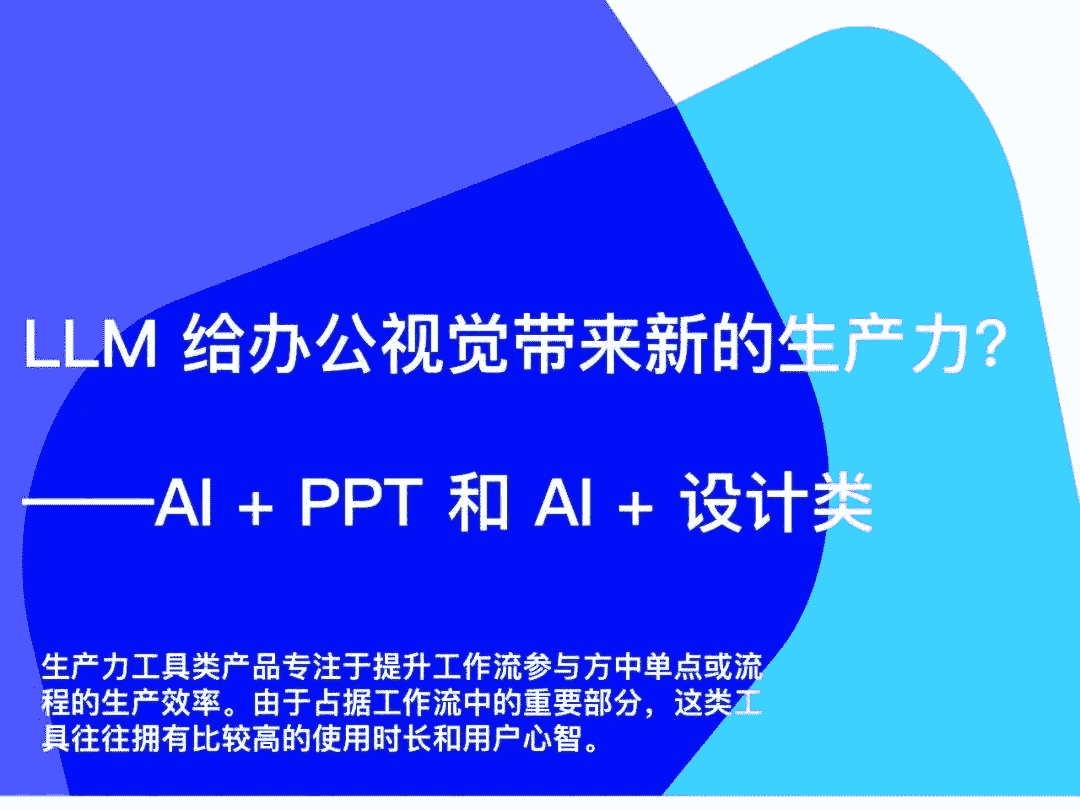 LLM 给办公视觉带来新的生产力?
——AI + PPT 和 AI + 设计类
生产力工具类产品专注于提升工作流参与方中单点或流
程的生产效率。由于占据工作流中的重要部分，这类工
具往往拥有比较高的使用时长和用户心智。